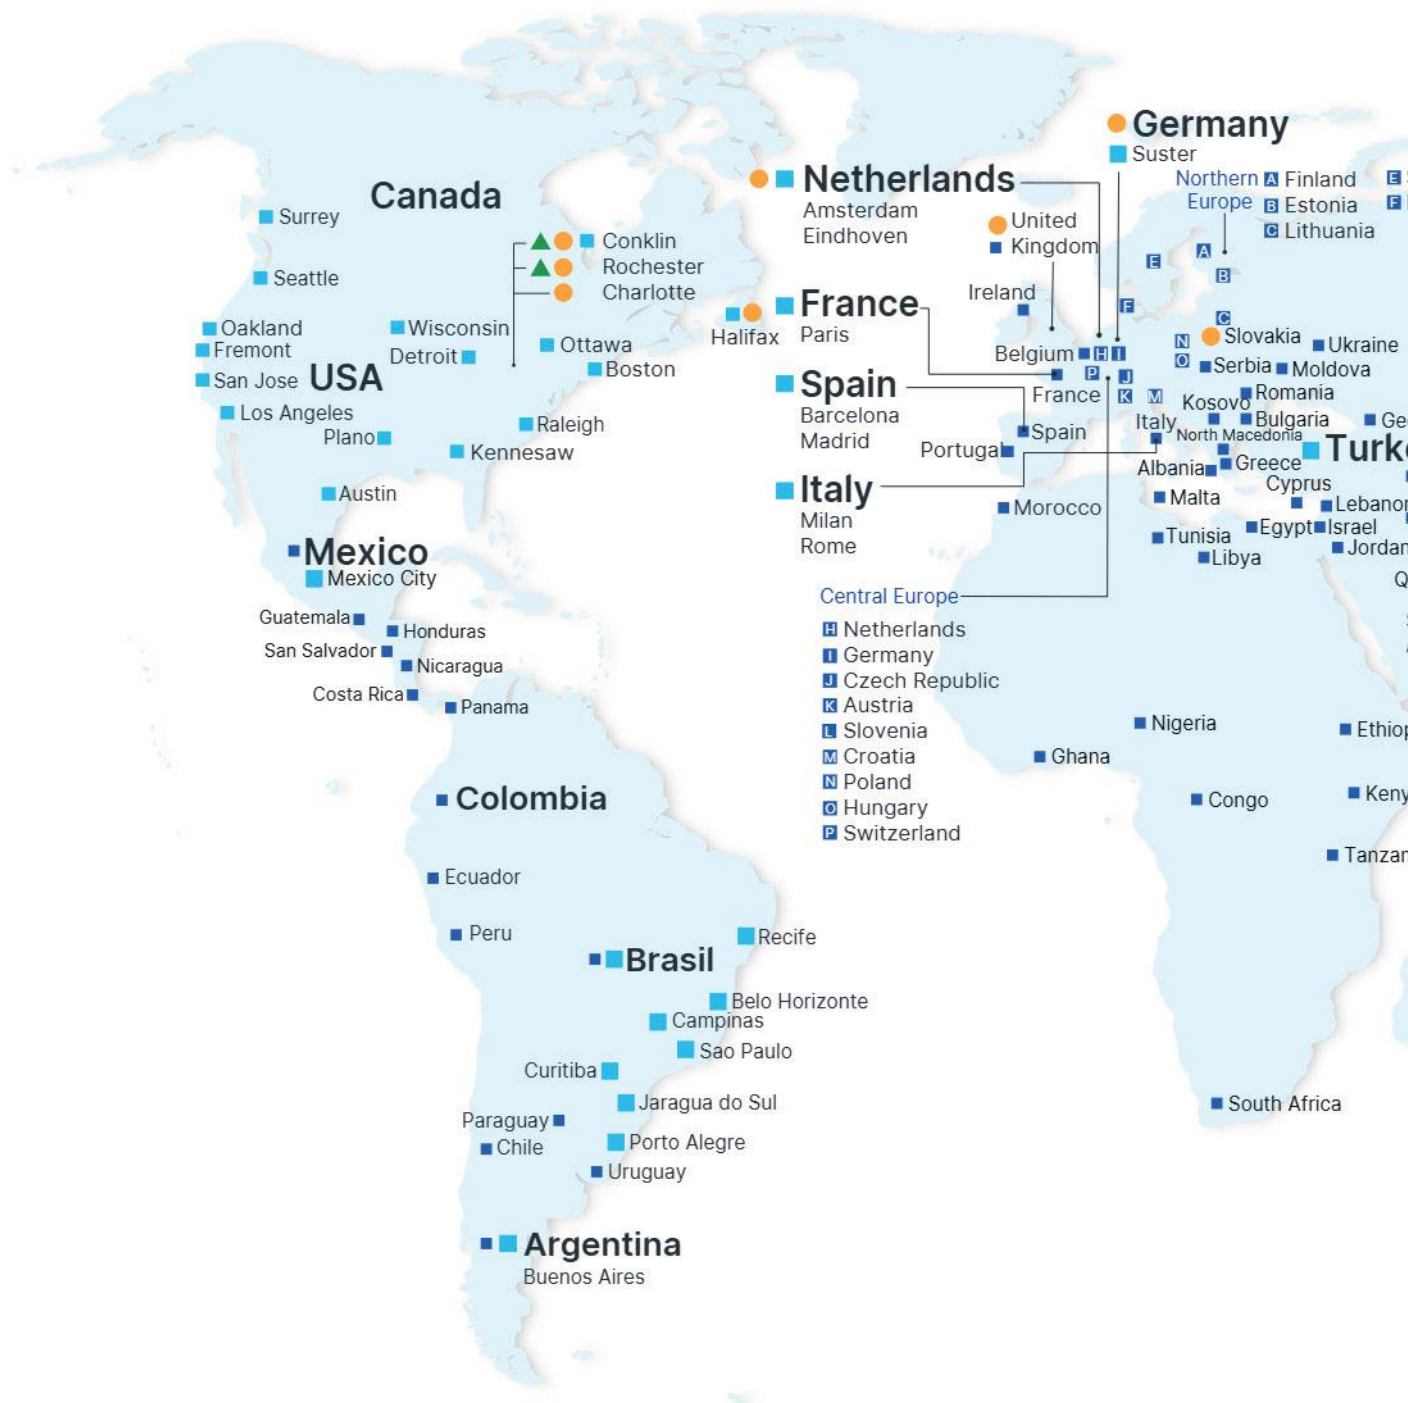 Canada
Surrey
Seattle
Oakland
Fremont
San Jose
USA
Los Angeles
Plano
Austin
Wisconsin
Detroit
Conklin
Rochester
Charlotte
Ottawa
Boston
Raleigh
Kennesaw
Halifax
Mexico
Mexico City
Guatemala
Honduras
San Salvador
Nicaragua
Costa Rica
Panama
Colombia
Ecuador
Peru
Brasil
Recife
Belo Horizonte
Campinas
Sao Paulo
Curitiba
Jaragua do Sul
Paraguay
Chile
Porto Alegre
Uruguay
Argentina
Buenos Aires
Netherlands
Amsterdam
Eindhoven
France
Paris
Spain
Barcelona
Madrid
Italy
Milan
Rome
Central Europe
H Netherlands
I Germany
J Czech Republic
K Austria
L Slovenia
M Croatia
N Poland
O Hungary
P Switzerland
Germany
Suster
Northern
Europe
A Finland
B Estonia
C Lithuania
E
F
United
Kingdom
Ireland
A
E
B
F
C
Belgium
H
I
N
O
P
J
K
M
Slovakia
Ukraine
Serbia
Moldova
France
Romania
Kosovo
Bulgaria
Italy
Spain
Portugal
North Macedonia
Albania
Greece
Turk
Cyprus
Malta
Morocco
Lebanon
Tunisia
Egypt
Israel
Libya
Jordan
Ge
Q
Nigeria
Ghana
Congo
Ethiop
Keny
Tanzan
South Africa